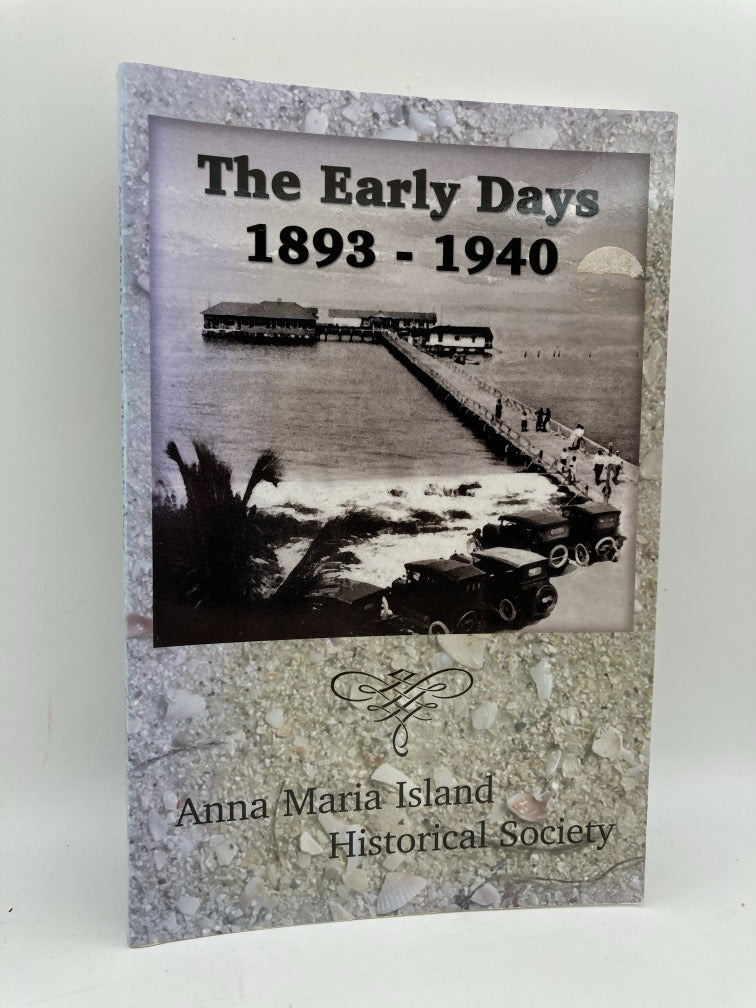 The Early Days
1893 - 1940
Anna Maria Island
Historical Society